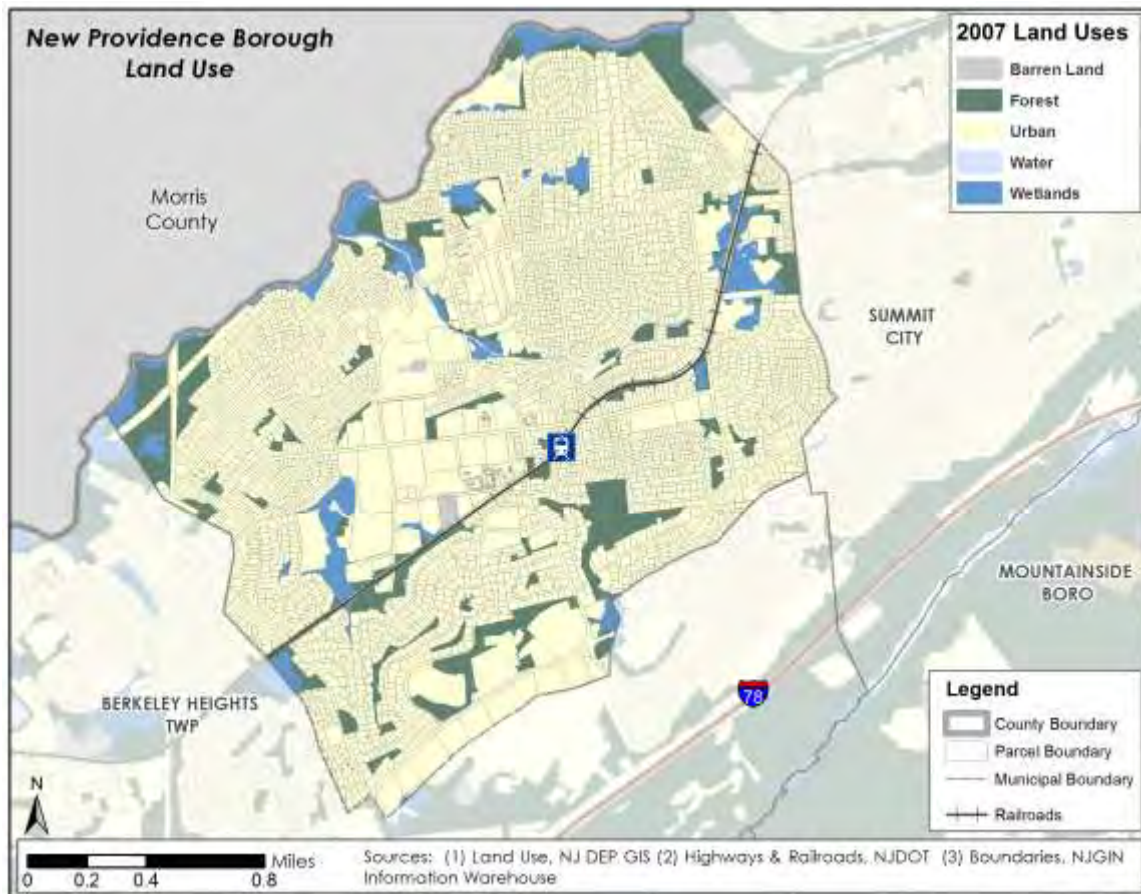 New Providence Borough
Land Use
2007 Land Uses
Barren Land
Forest
Urban
Water
Wetlands
Morris
County
SUMMIT
CITY
MOUNTAINSIDE
BORO
BERKELEY HEIGHTS
TWP
78
Legend
County Boundary
Parcel Boundary
Municipal Boundary
Railroads
N
Miles
0 0.2 0.4 0.8
Sources: (1) Land Use, NJ DEP GIS (2) Highways & Railroads, NJDOT (3) Boundaries, NJGIN
Information Warehouse